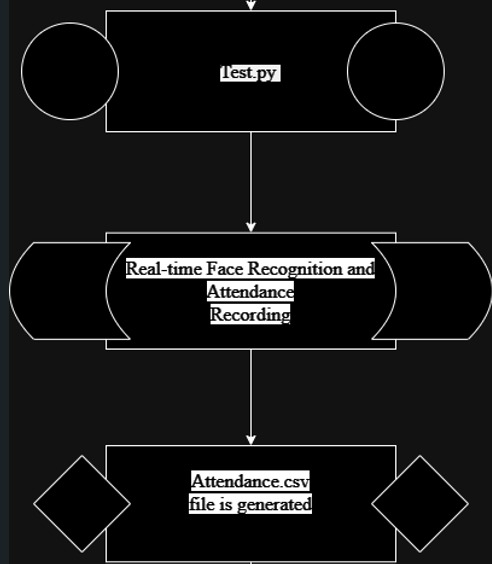 Test.py
Real-time Face Recognition and
Attendance
Recording
Attendance.csv
file is generated